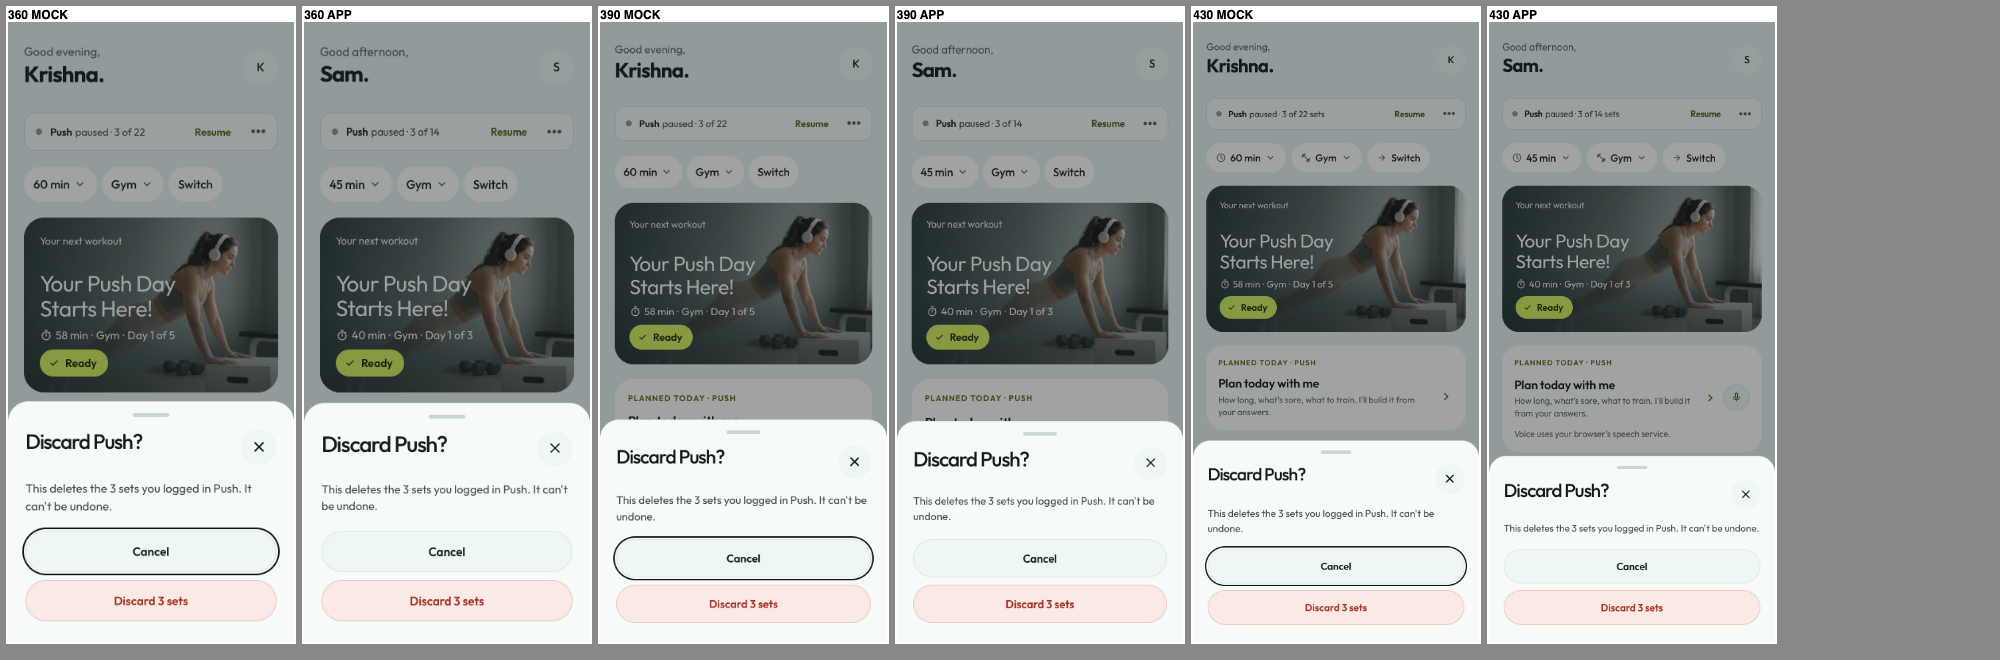 360 MOCK
Good evening,
Krishna.
K
Push paused · 3 of 22
Resume
60 min
Gym
Switch
Your next workout
Your Push Day
Starts Here!
58 min · Gym · Day 1 of 5
Ready
Discard Push?
This deletes the 3 sets you logged in Push. It
can't be undone.
Cancel
Discard 3 sets
360 APP
Good afternoon,
Sam.
S
Push paused · 3 of 14
Resume
45 min
Gym
Switch
Your next workout
Your Push Day
Starts Here!
40 min · Gym · Day 1 of 3
Ready
Discard Push?
This deletes the 3 sets you logged in Push. It can't
be undone.
Cancel
Discard 3 sets
390 MOCK
Good evening,
Krishna.
K
Push paused · 3 of 22
Resume
60 min
Gym
Switch
Your next workout
Your Push Day
Starts Here!
58 min · Gym · Day 1 of 5
Ready
PLANNED TODAY · PUSH
Discard Push?
This deletes the 3 sets you logged in Push. It can't be
undone.
Cancel
Discard 3 sets
390 APP
Good afternoon,
Sam.
S
Push paused · 3 of 14
Resume
45 min
Gym
Switch
Your next workout
Your Push Day
Starts Here!
40 min · Gym · Day 1 of 3
Ready
PLANNED TODAY · PUSH
Discard Push?
This deletes the 3 sets you logged in Push. It can't be
undone.
Cancel
Discard 3 sets
430 MOCK
Good evening,
Krishna.
K
Push paused · 3 of 22 sets
Resume
60 min
Gym
Switch
Your next workout
Your Push Day
Starts Here!
58 min · Gym · Day 1 of 5
Ready
PLANNED TODAY · PUSH
Plan today with me
How long, what's sore, what to train. I'll build it from
your answers.
Discard Push?
This deletes the 3 sets you logged in Push. It can't be
undone.
Cancel
Discard 3 sets
430 APP
Good afternoon,
Sam.
S
Push paused · 3 of 14 sets
Resume
45 min
Gym
Switch
Your next workout
Your Push Day
Starts Here!
40 min · Gym · Day 1 of 3
Ready
PLANNED TODAY · PUSH
Plan today with me
How long, what's sore, what to train. I'll build it
from your answers.
Voice uses your browser's speech service.
Discard Push?
This deletes the 3 sets you logged in Push. It can't be undone.
Cancel
Discard 3 sets